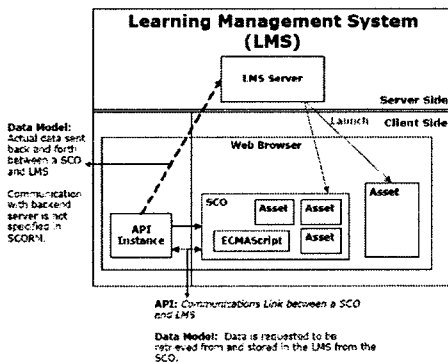 Learning Management System
(LMS)
LMS Server
Server Side
Launch
Client Side
Data Model:
Actual data sent
back and forth
between a SCO
and LMS
Communication
with backend
server is not
specified in
SCORM.
Web Browser
SCO
Asset
Asset
Asset
ECMAScript
Asset
API
Instance
API: Communications Link between a SCO
and LMS
Data Model: Data is requested to be
retrieved from and stored in the LMS from the
SCO.